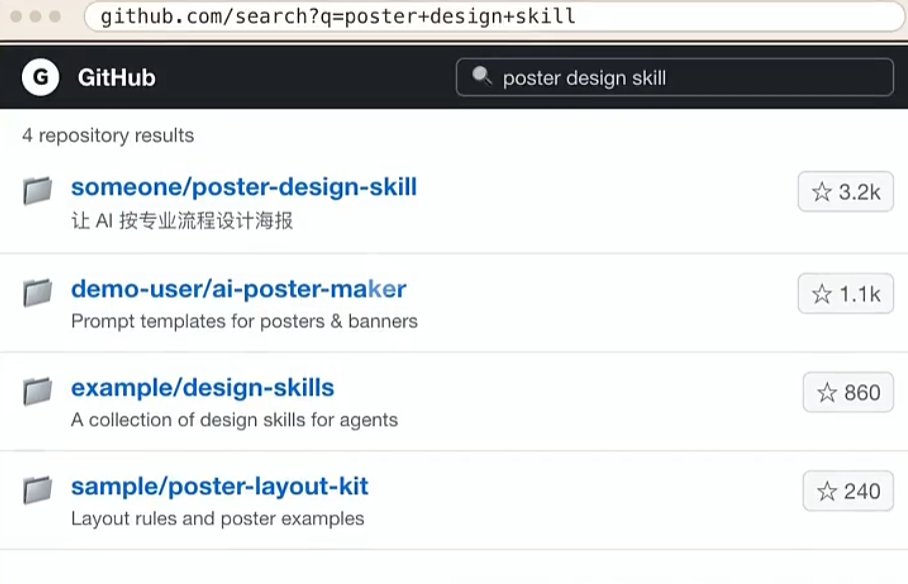 github.com/search?q=poster+design+skill
G GitHub
poster design skill
4 repository results
someone/poster-design-skill
☆ 3.2k
让 AI 按专业流程设计海报
demo-user/ai-poster-maker
☆ 1.1k
Prompt templates for posters & banners
example/design-skills
☆ 860
A collection of design skills for agents
sample/poster-layout-kit
☆ 240
Layout rules and poster examples